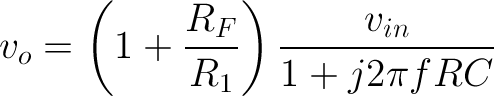 v_o = \left(1 + \frac{R_F}{R_1}\right) \frac{v_{in}}{1 + j2\pi fRC}